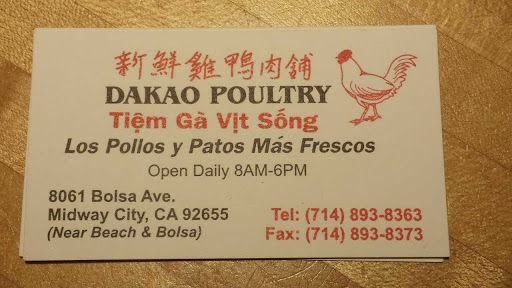 新鮮雞鴨肉舖
DAKAO POULTRY
Tiệm Gà Vịt Sống
Los Pollos y Patos Más Frescos
Open Daily 8AM-6PM
8061 Bolsa Ave.
Midway City, CA 92655
(Near Beach & Bolsa)
Tel: (714) 893-8363
Fax: (714) 893-8373